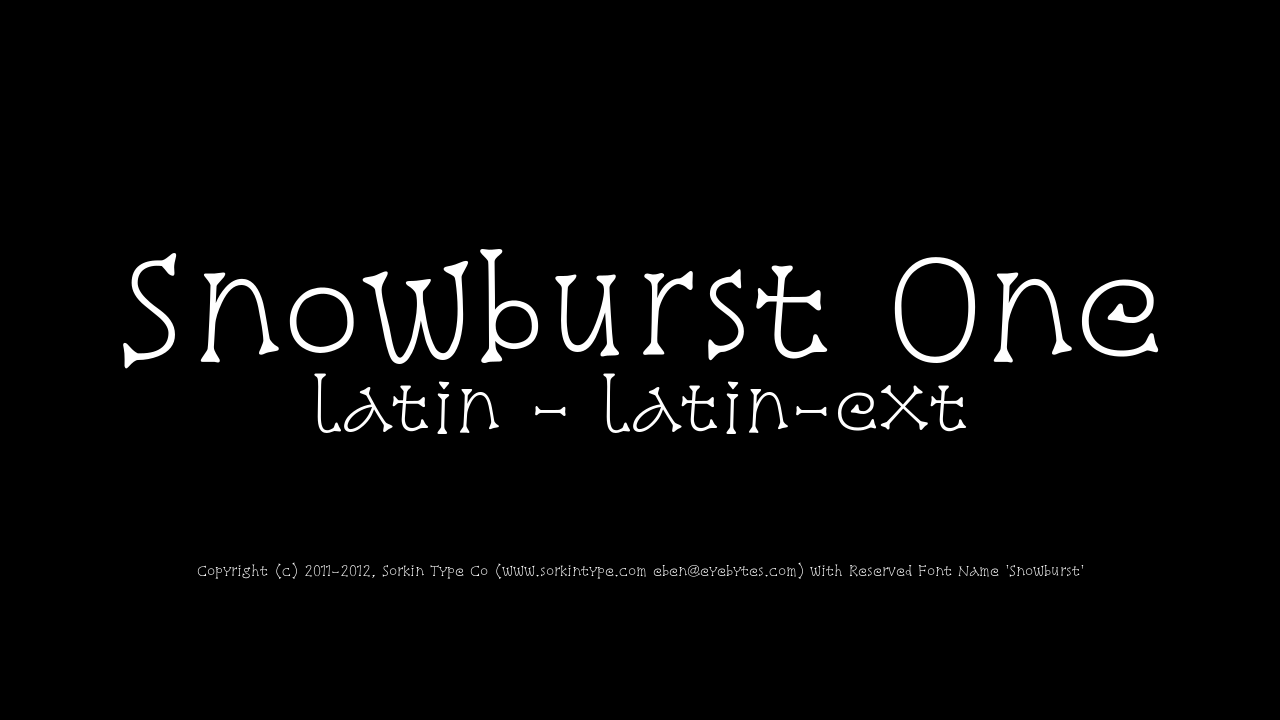 Snowburst One
latin - latin-ext
Copyright (c) 2011-2012, Sorkin Type Co (www.sorkintype.com eben@eyebytes.com) with Reserved Font Name 'Snowburst'